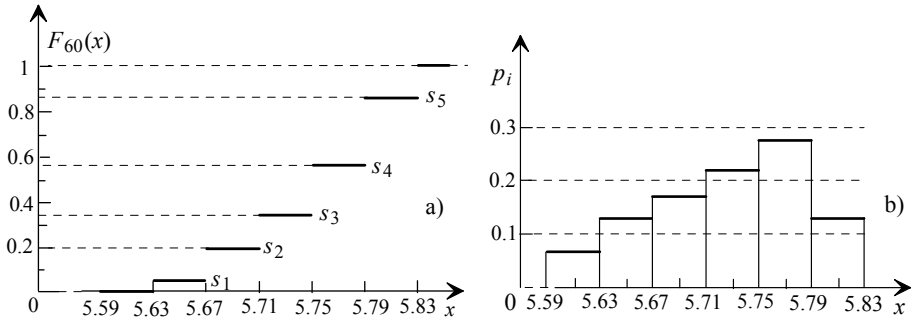 F₆₀(x)
1
0.8
0.6
0.4
0.2
0
s₁
s₂
s₃
s₄
s₅
5.59 5.63 5.67 5.71 5.75 5.79 5.83 x
a)
pᵢ
0.3
0.2
0.1
0
5.59 5.63 5.67 5.71 5.75 5.79 5.83 x
b)